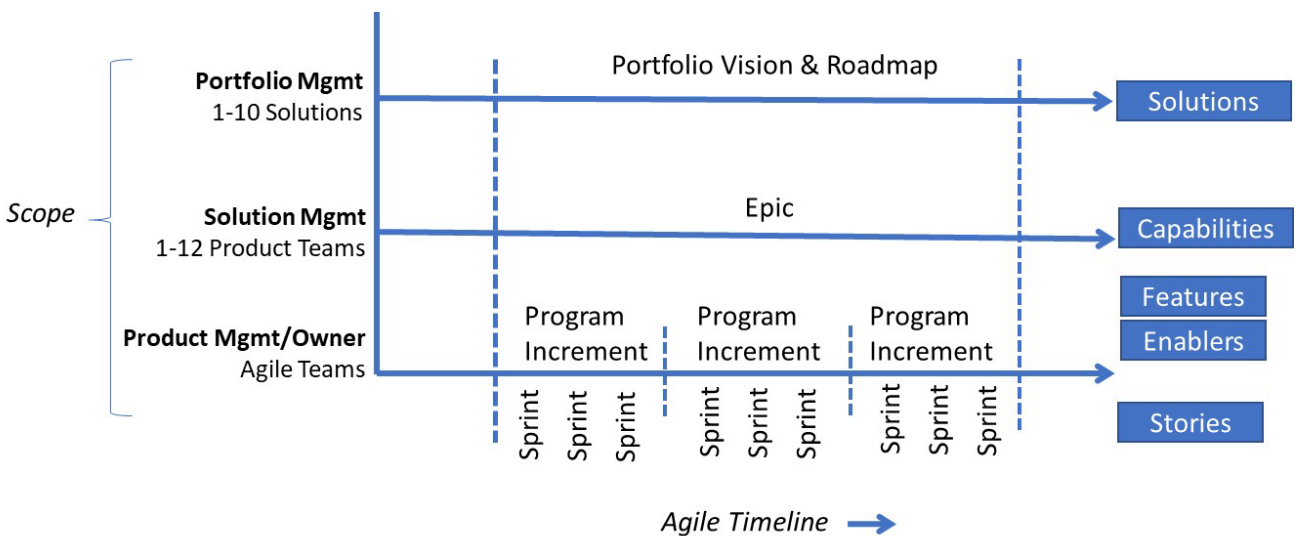 Portfolio Vision & Roadmap
Portfolio Mgmt
1-10 Solutions
Solutions
Scope
Epic
Solution Mgmt
1-12 Product Teams
Capabilities
Features
Enablers
Program
Increment
Program
Increment
Program
Increment
Product Mgmt/Owner
Agile Teams
Sprint
Sprint
Sprint
Sprint
Sprint
Sprint
Sprint
Sprint
Sprint
Stories
Agile Timeline